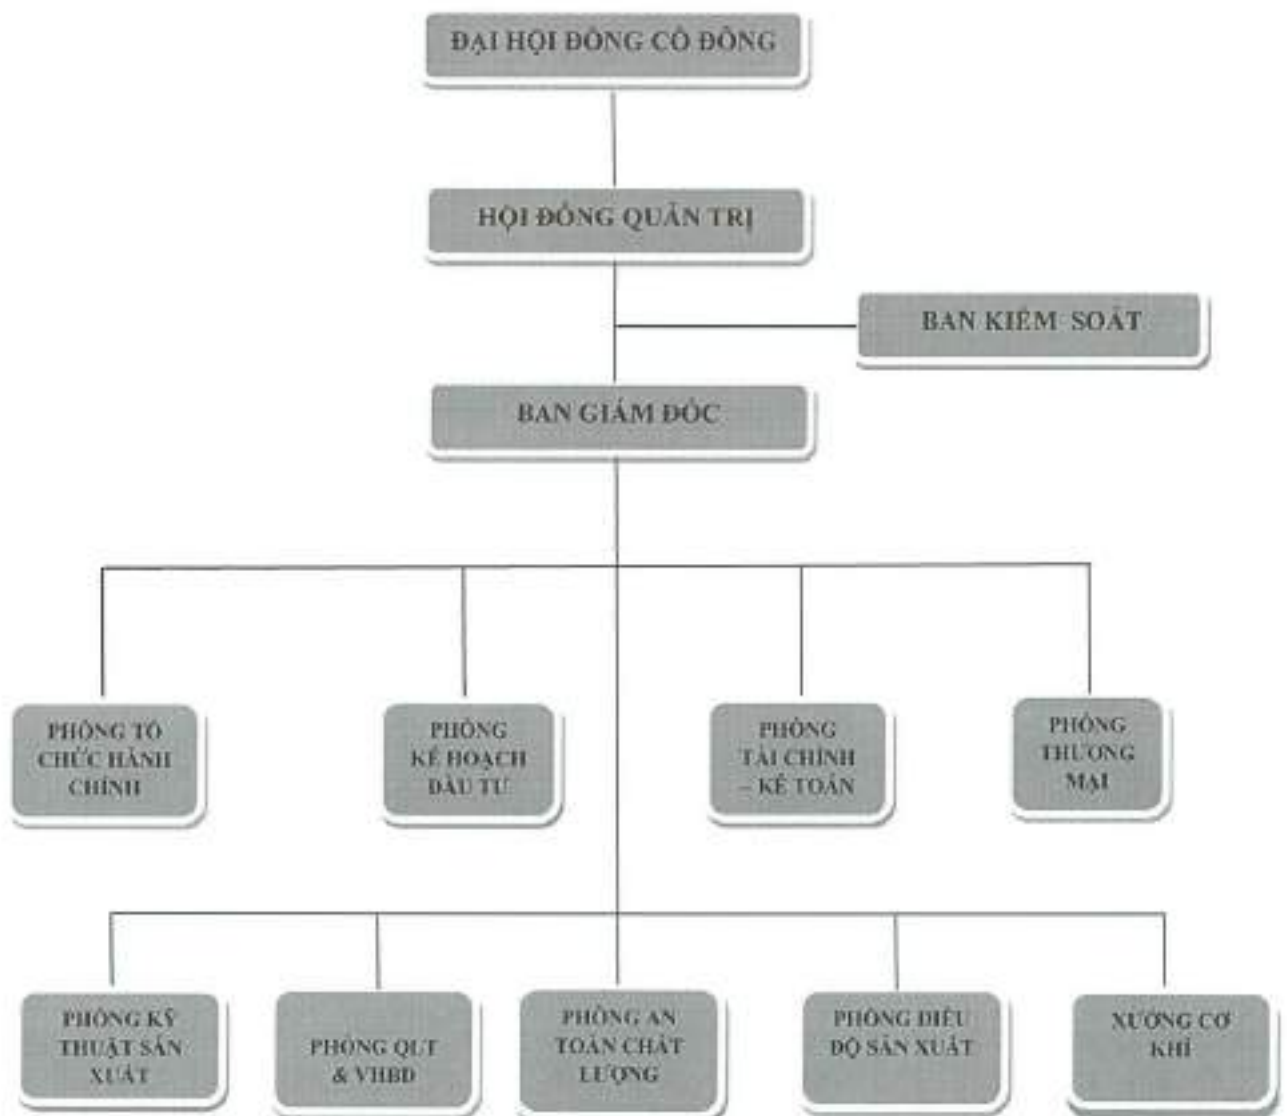 ĐẠI HỘI ĐỒNG CỔ ĐÔNG
HỘI ĐỒNG QUẢN TRỊ
BAN KIỂM SOÁT
BAN GIÁM ĐỐC
PHÒNG TỔ
CHỨC HÀNH
CHÍNH
PHÒNG
KẾ HOẠCH
ĐẦU TƯ
PHÒNG
TÀI CHÍNH
– KẾ TOÁN
PHÒNG
THƯƠNG
MẠI
PHÒNG KỸ
THUẬT SẢN
XUẤT
PHÒNG QLT
& VHBD
PHÒNG AN
TOÀN CHẤT
LƯỢNG
PHÒNG ĐIỀU
ĐỘ SẢN XUẤT
XƯỞNG CƠ
KHÍ